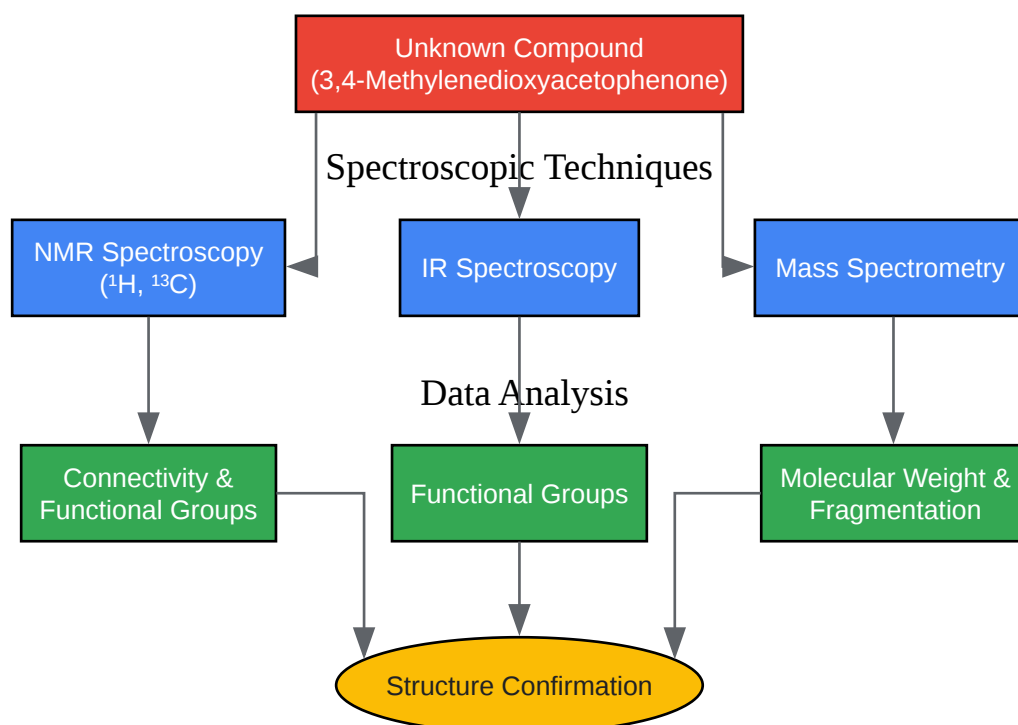 Unknown Compound
(3,4-Methylenedioxyacetophenone)
Spectroscopic Techniques
NMR Spectroscopy
(¹H, ¹³C)
IR Spectroscopy
Mass Spectrometry
Data Analysis
Connectivity &
Functional Groups
Functional Groups
Molecular Weight &
Fragmentation
Structure Confirmation